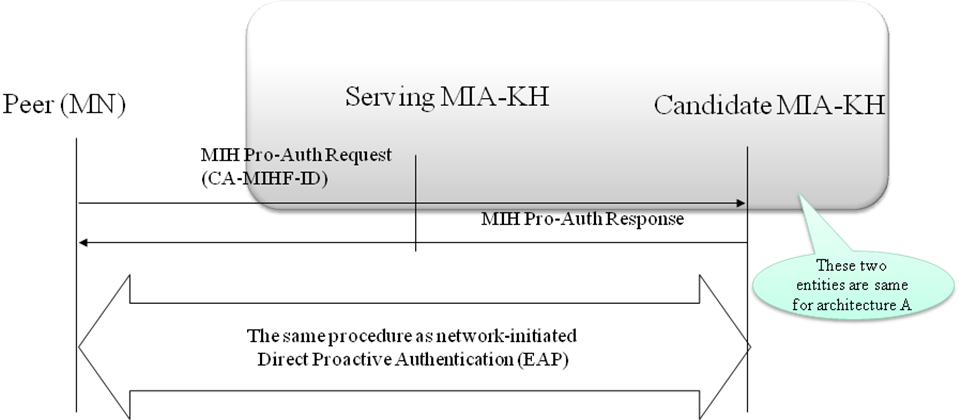 Peer (MN)
Serving MIA-KH
Candidate MIA-KH
MIH Pro-Auth Request
(CA-MIHF-ID)
MIH Pro-Auth Response
These two
entities are same
for architecture A
The same procedure as network-initiated
Direct Proactive Authentication (EAP)